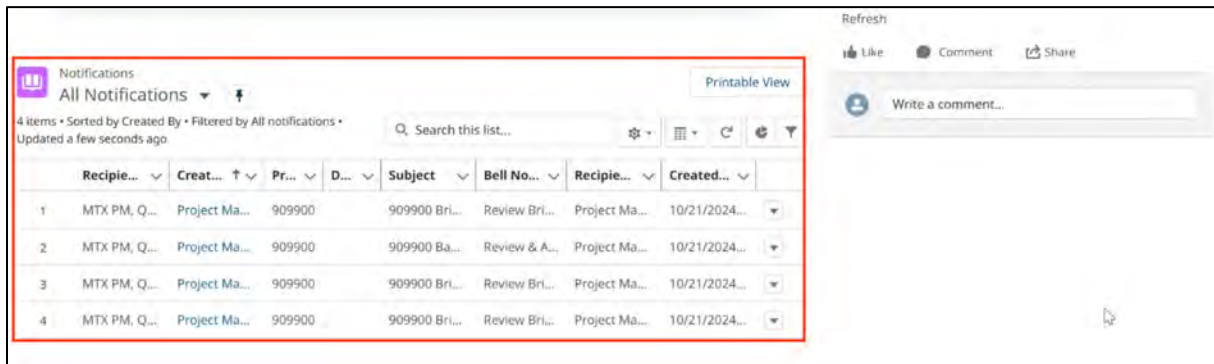 Refresh
Like Comment Share
Write a comment...
Notifications
All Notifications
Printable View
4 items • Sorted by Created By • Filtered by All notifications •
Updated a few seconds ago
Search this list...
Recipie... Creat... Pr... D... Subject Bell No... Recipie... Created...
1 MTX PM, Q... Project Ma... 909900 909900 Bri... Review Bri... Project Ma... 10/21/2024...
2 MTX PM, Q... Project Ma... 909900 909900 Ba... Review & A... Project Ma... 10/21/2024...
3 MTX PM, Q... Project Ma... 909900 909900 Bri... Review Bri... Project Ma... 10/21/2024...
4 MTX PM, Q... Project Ma... 909900 909900 Bri... Review Bri... Project Ma... 10/21/2024...